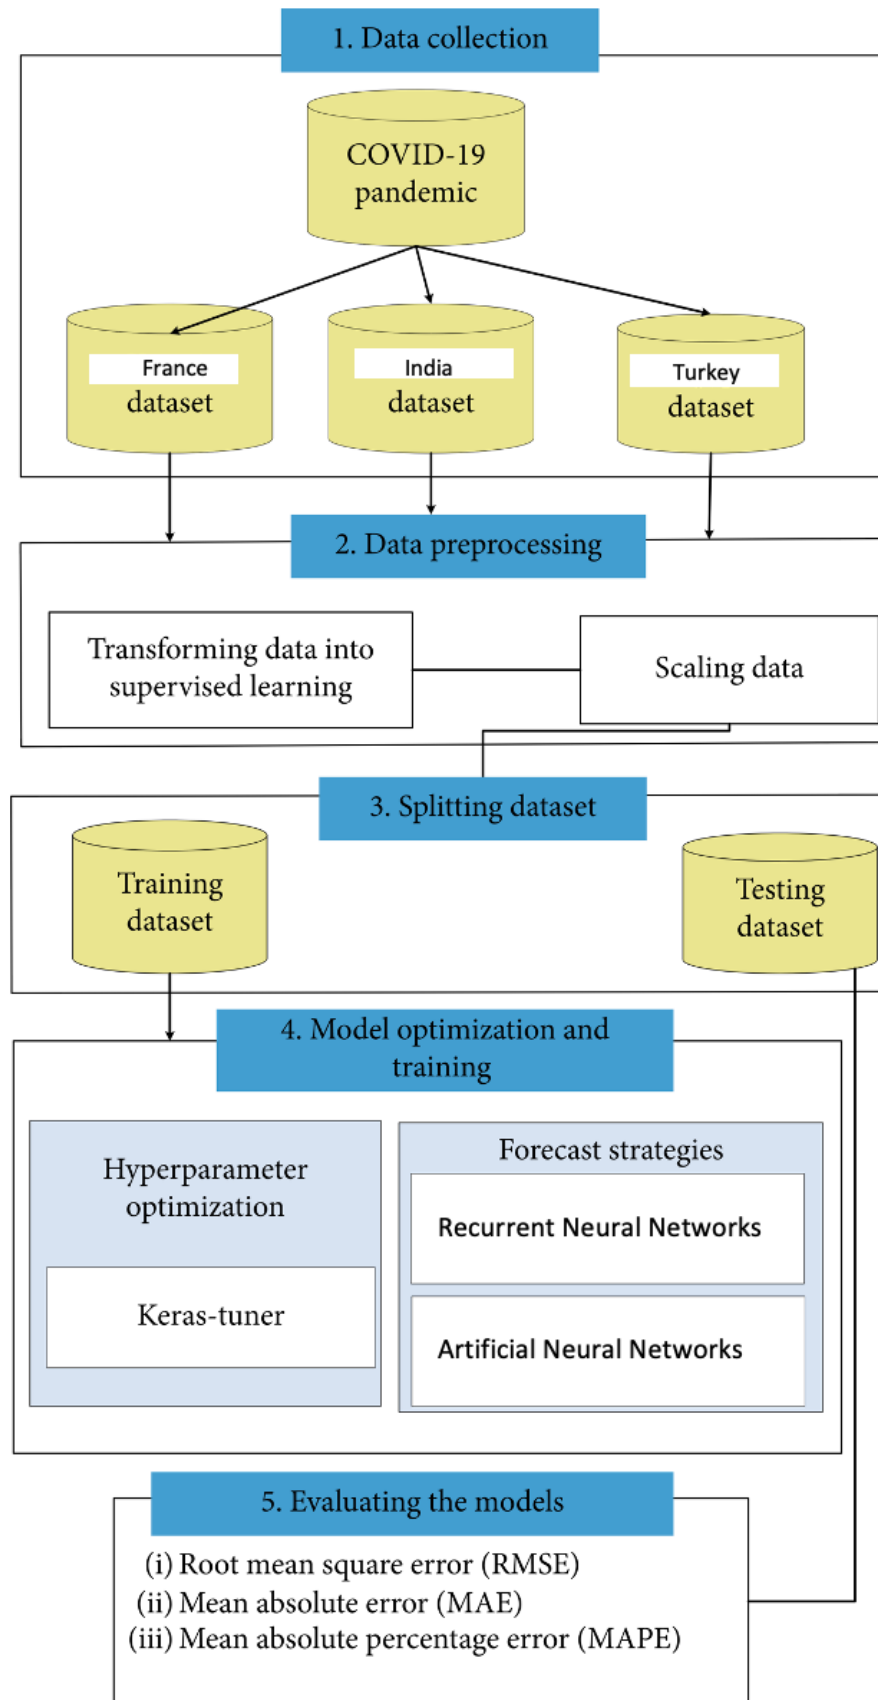 1. Data collection
COVID-19
pandemic
France
dataset
India
dataset
Turkey
dataset
2. Data preprocessing
Transforming data into
supervised learning
Scaling data
3. Splitting dataset
Training
dataset
Testing
dataset
4. Model optimization and
training
Hyperparameter
optimization
Keras-tuner
Forecast strategies
Recurrent Neural Networks
Artificial Neural Networks
5. Evaluating the models
(i) Root mean square error (RMSE)
(ii) Mean absolute error (MAE)
(iii) Mean absolute percentage error (MAPE)